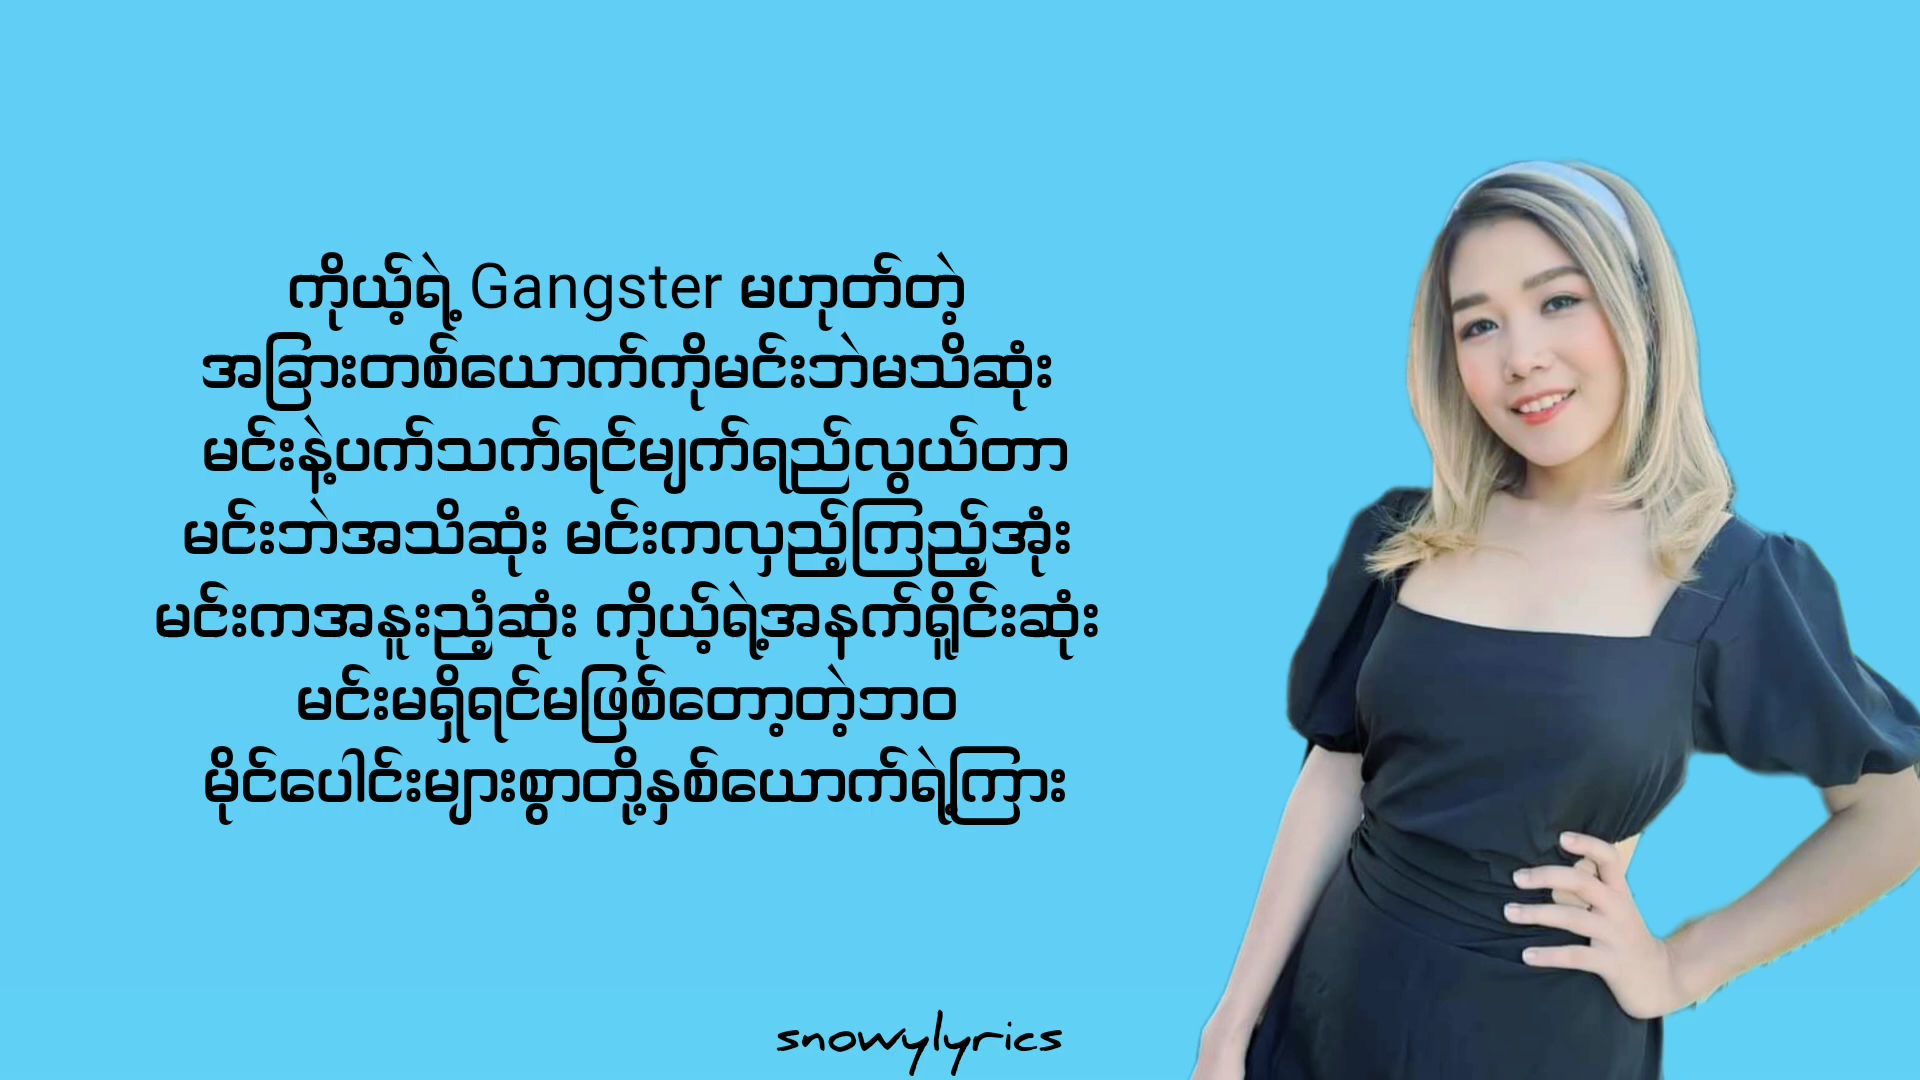 ကိုယ့်ရဲ့ Gangster မဟုတ်တဲ့
အခြားတစ်ယောက်ကိုမင်းဘဲမသိဆုံး
မင်းနဲ့ပက်သက်ရင်မျက်ရည်လွယ်တာ
မင်းဘဲအသိဆုံး မင်းကလှည့်ကြည့်အုံး
မင်းကအနူးညံ့ဆုံး ကိုယ့်ရဲ့အနက်ရှိုင်းဆုံး
မင်းမရှိရင်မဖြစ်တော့တဲ့ဘဝ
မိုင်ပေါင်းများစွာတို့နှစ်ယောက်ရဲ့ကြား
snowylyrics